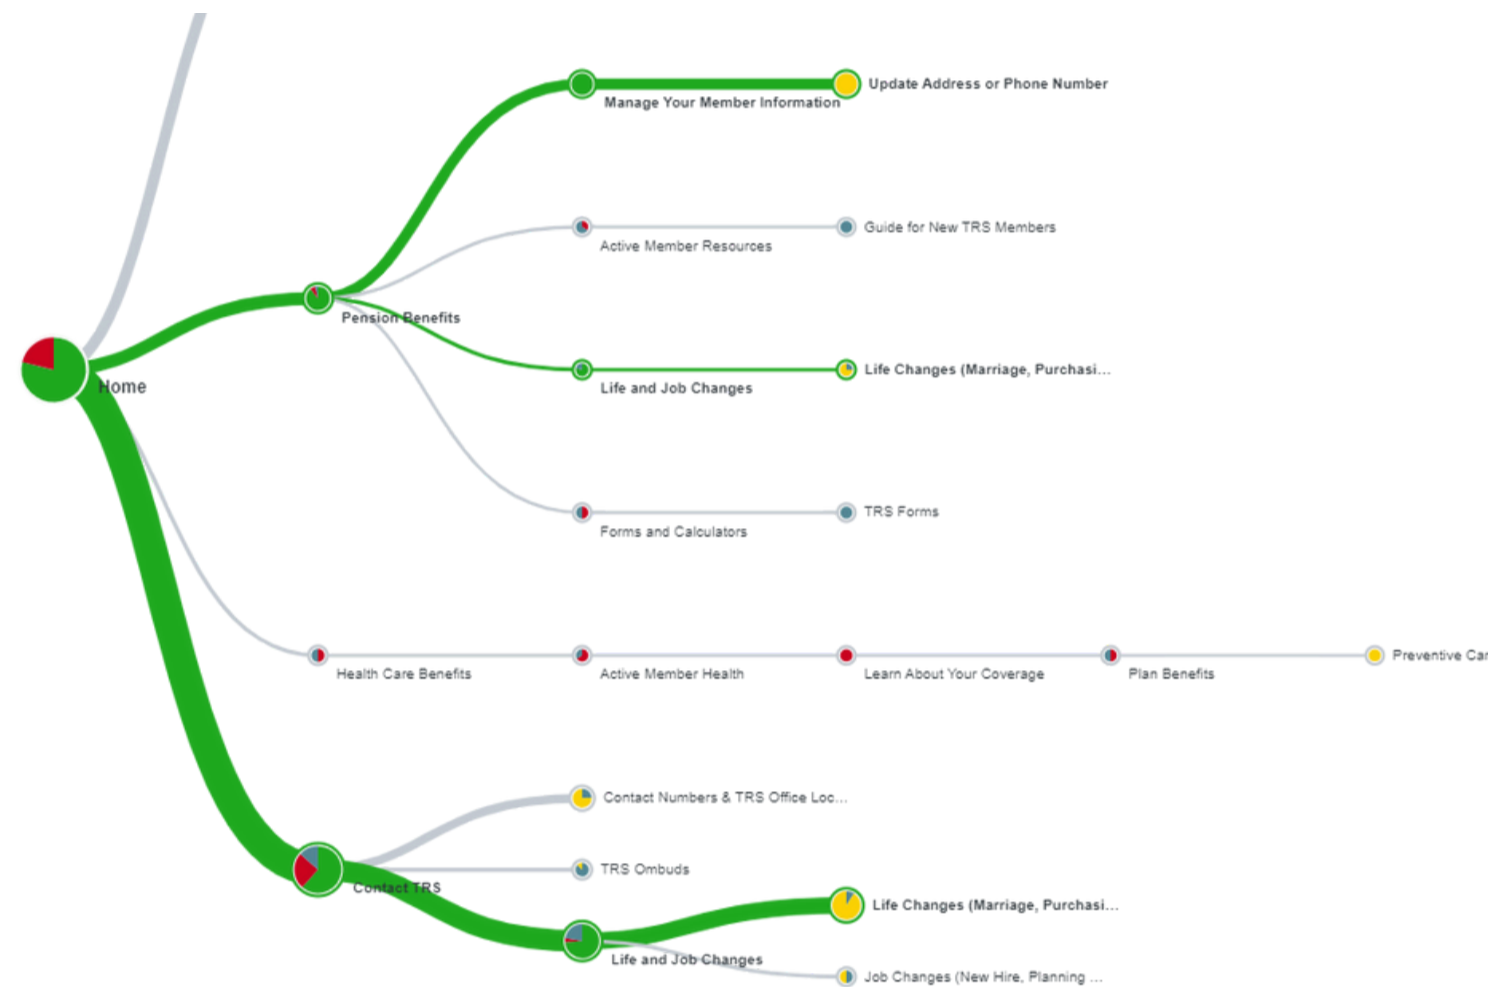 Update Address or Phone Number
Manage Your Member Information
Guide for New TRS Members
Active Member Resources
Pension Benefits
Life Changes (Marriage, Purchasi...
Home
Life and Job Changes
TRS Forms
Forms and Calculators
Preventive Car
Health Care Benefits
Active Member Health
Learn About Your Coverage
Plan Benefits
Contact Numbers & TRS Office Loc...
TRS Ombuds
Contact TRS
Life Changes (Marriage, Purchasi...
Life and Job Changes
Job Changes (New Hire, Planning ...